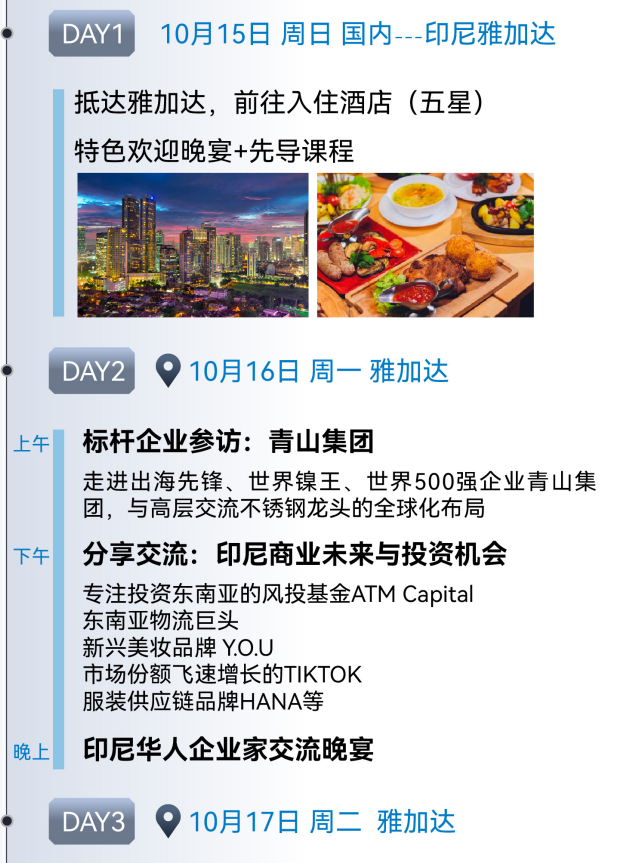 DAY1 10月15日 周日 国内---印尼雅加达
抵达雅加达，前往入住酒店（五星）
特色欢迎晚宴+先导课程
DAY2 10月16日 周一 雅加达
上午 标杆企业参访：青山集团
走进出海先锋、世界镍王、世界500强企业青山集
团，与高层交流不锈钢龙头的全球化布局
下午 分享交流：印尼商业未来与投资机会
专注投资东南亚的风投基金ATM Capital
东南亚物流巨头
新兴美妆品牌 Y.O.U
市场份额飞速增长的TIKTOK
服装供应链品牌HANA等
晚上 印尼华人企业家交流晚宴
DAY3 10月17日 周二 雅加达